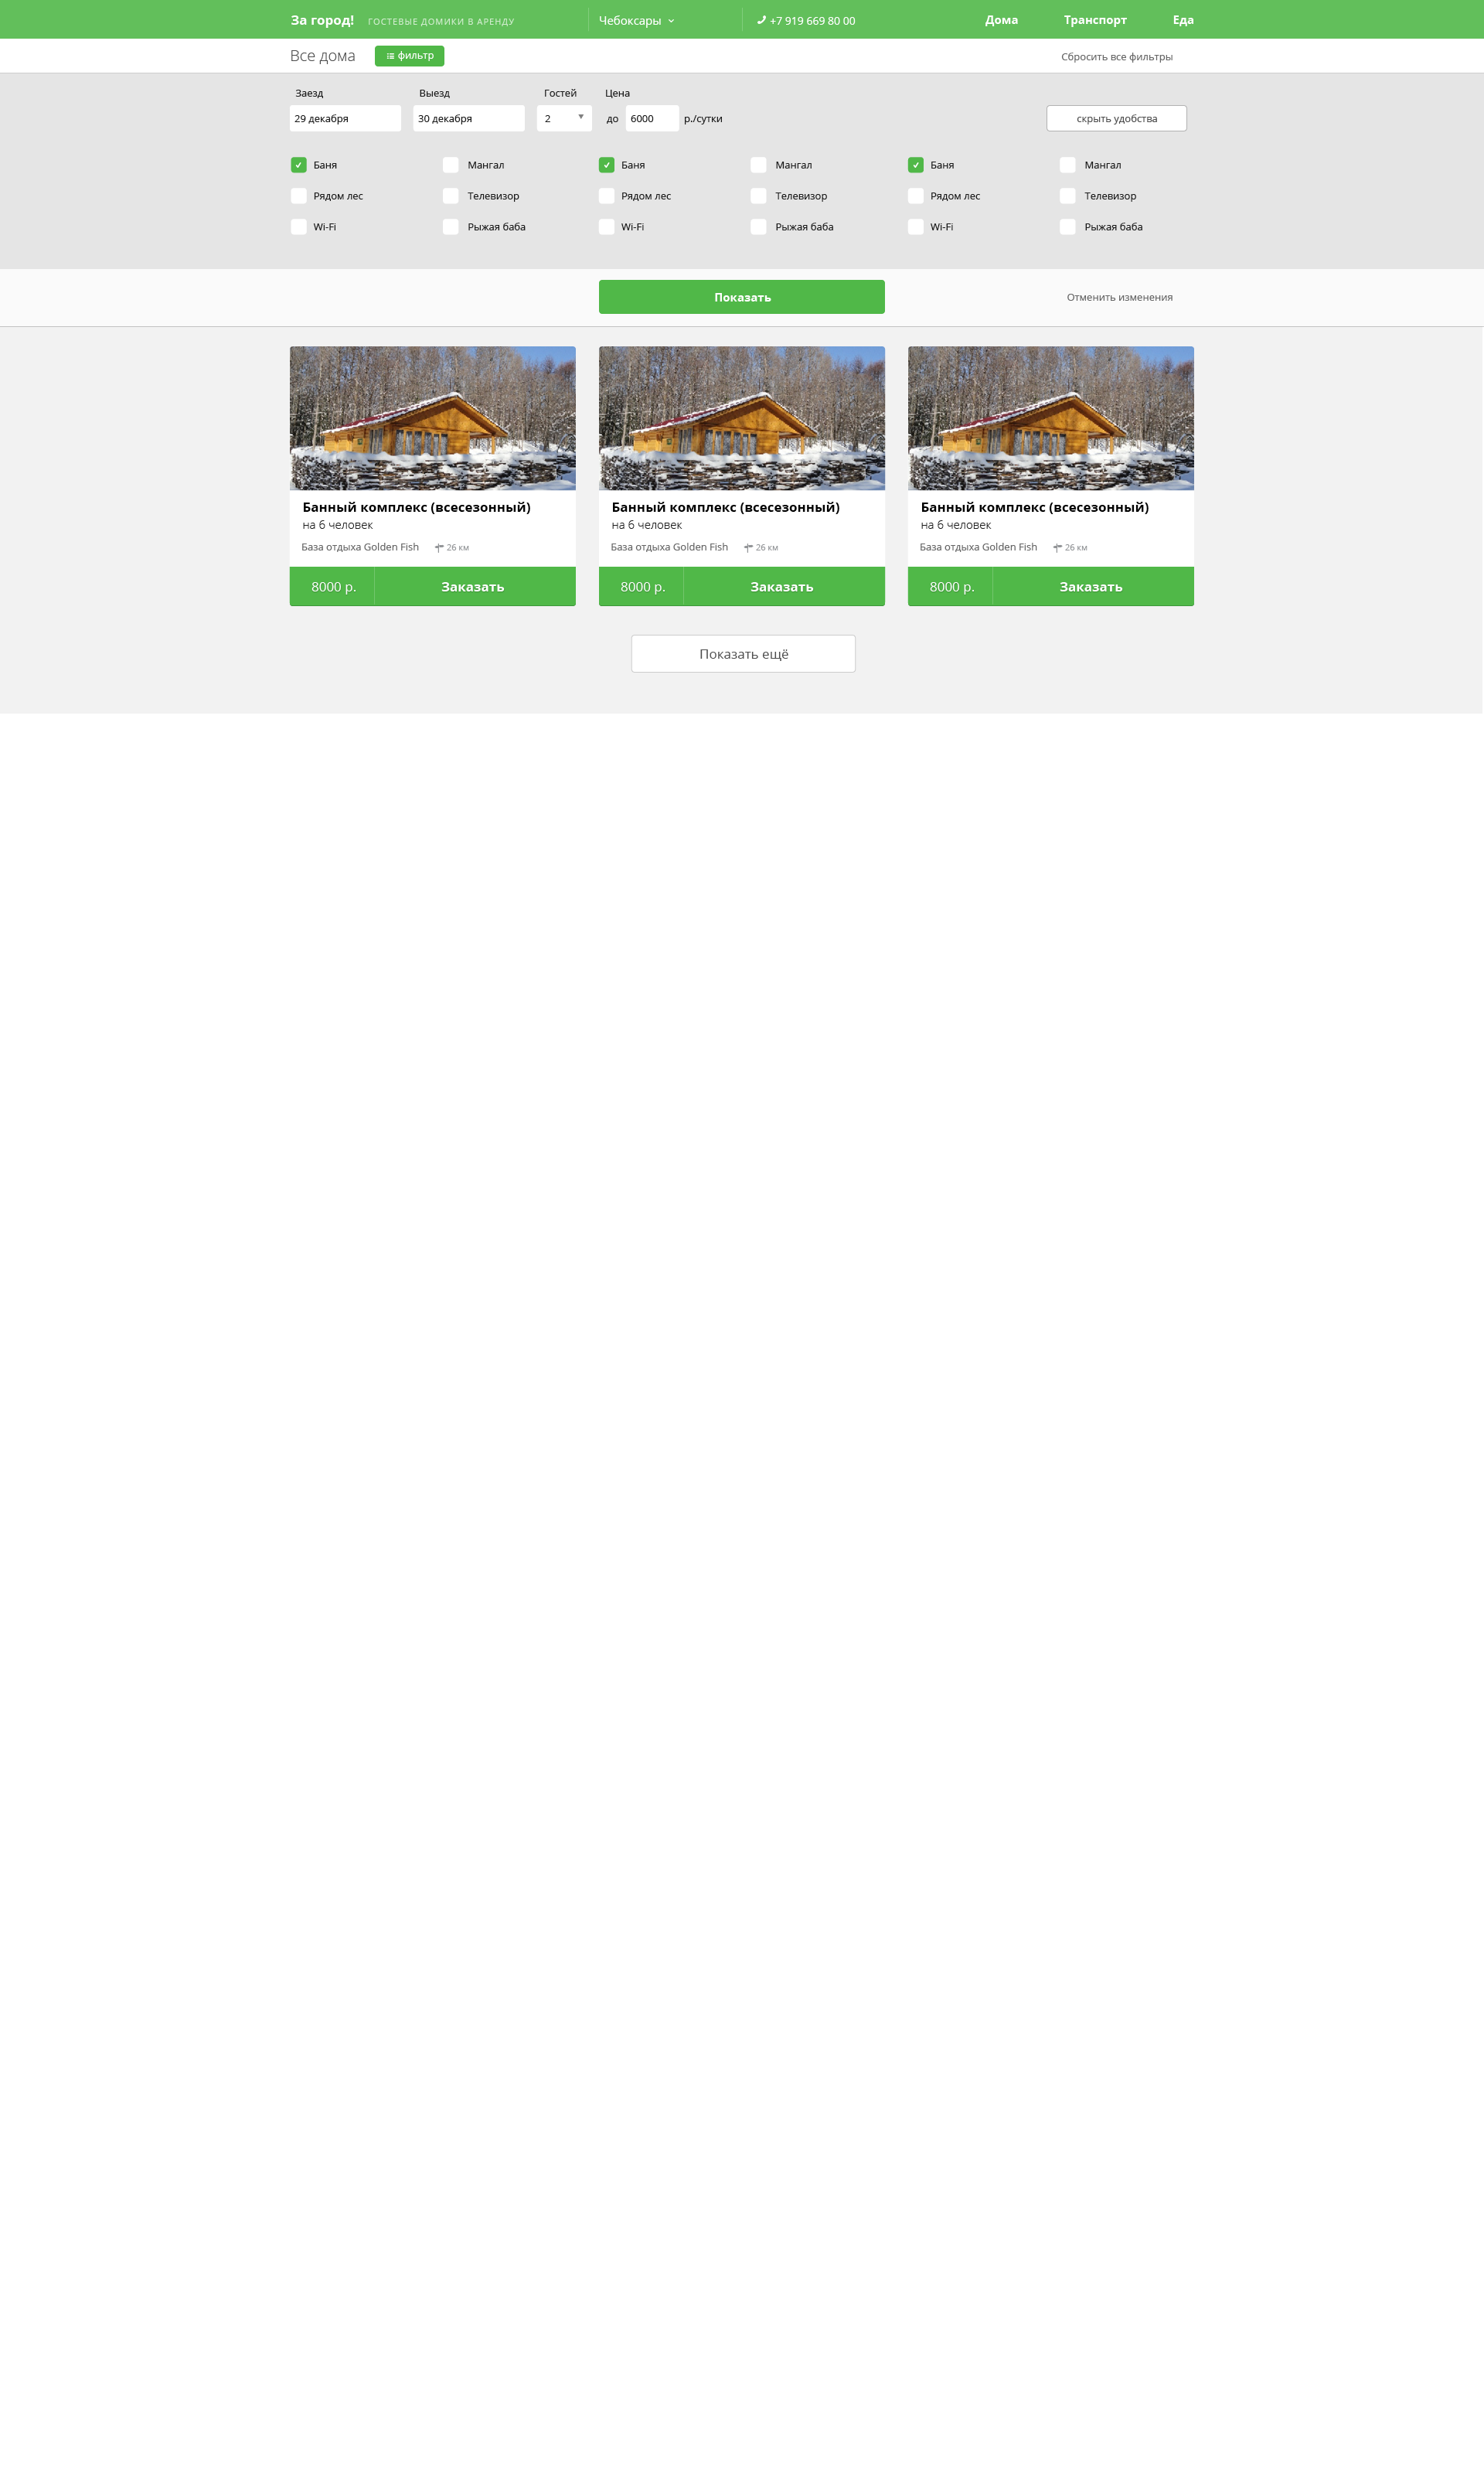 За город! ГОСТЕВЫЕ ДОМИКИ В АРЕНДУ Чебоксары +7 919 669 80 00 Дома Транспорт Еда
Все дома фильтр Сбросить все фильтры
Заезд Выезд Гостей Цена
29 декабря 30 декабря 2 до 6000 р./сутки скрыть удобства
Баня Мангал Баня Мангал Баня Мангал
Рядом лес Телевизор Рядом лес Телевизор Рядом лес Телевизор
Wi-Fi Рыжая баба Wi-Fi Рыжая баба Wi-Fi Рыжая баба
Показать Отменить изменения
Банный комплекс (всесезонный) Банный комплекс (всесезонный) Банный комплекс (всесезонный)
на 6 человек на 6 человек на 6 человек
База отдыха Golden Fish 26 км База отдыха Golden Fish 26 км База отдыха Golden Fish 26 км
8000 р. Заказать 8000 р. Заказать 8000 р. Заказать
Показать ещё